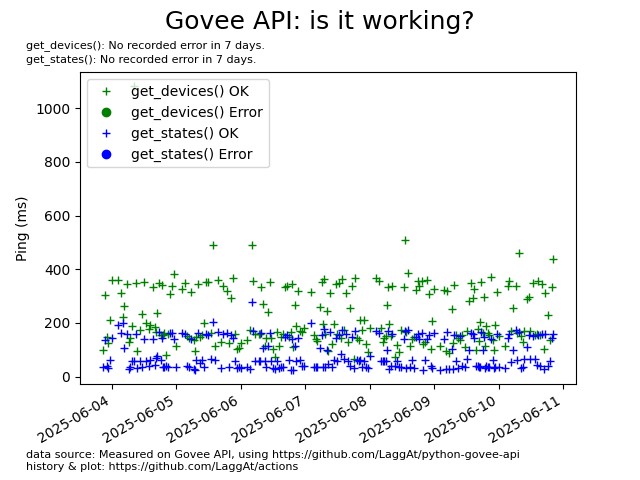 Govee API: is it working?
get_devices(): No recorded error in 7 days.
get_states(): No recorded error in 7 days.
get_devices() OK
get_devices() Error
get_states() OK
get_states() Error
Ping (ms)
1000
800
600
400
200
0
2025-06-04
2025-06-05
2025-06-06
2025-06-07
2025-06-08
2025-06-09
2025-06-10
2025-06-11
data source: Measured on Govee API, using https://github.com/LaggAt/python-govee-api
history & plot: https://github.com/LaggAt/actions